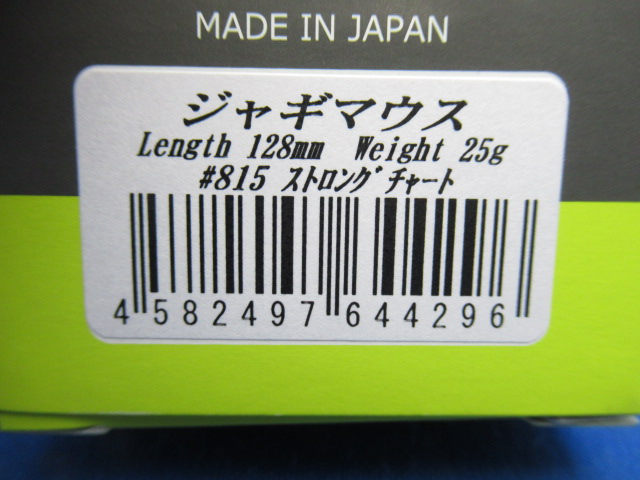 MADE IN JAPAN
ジャギマウス
Length 128mm Weight 25g
#815 ストロングチャート
4 582497 644296